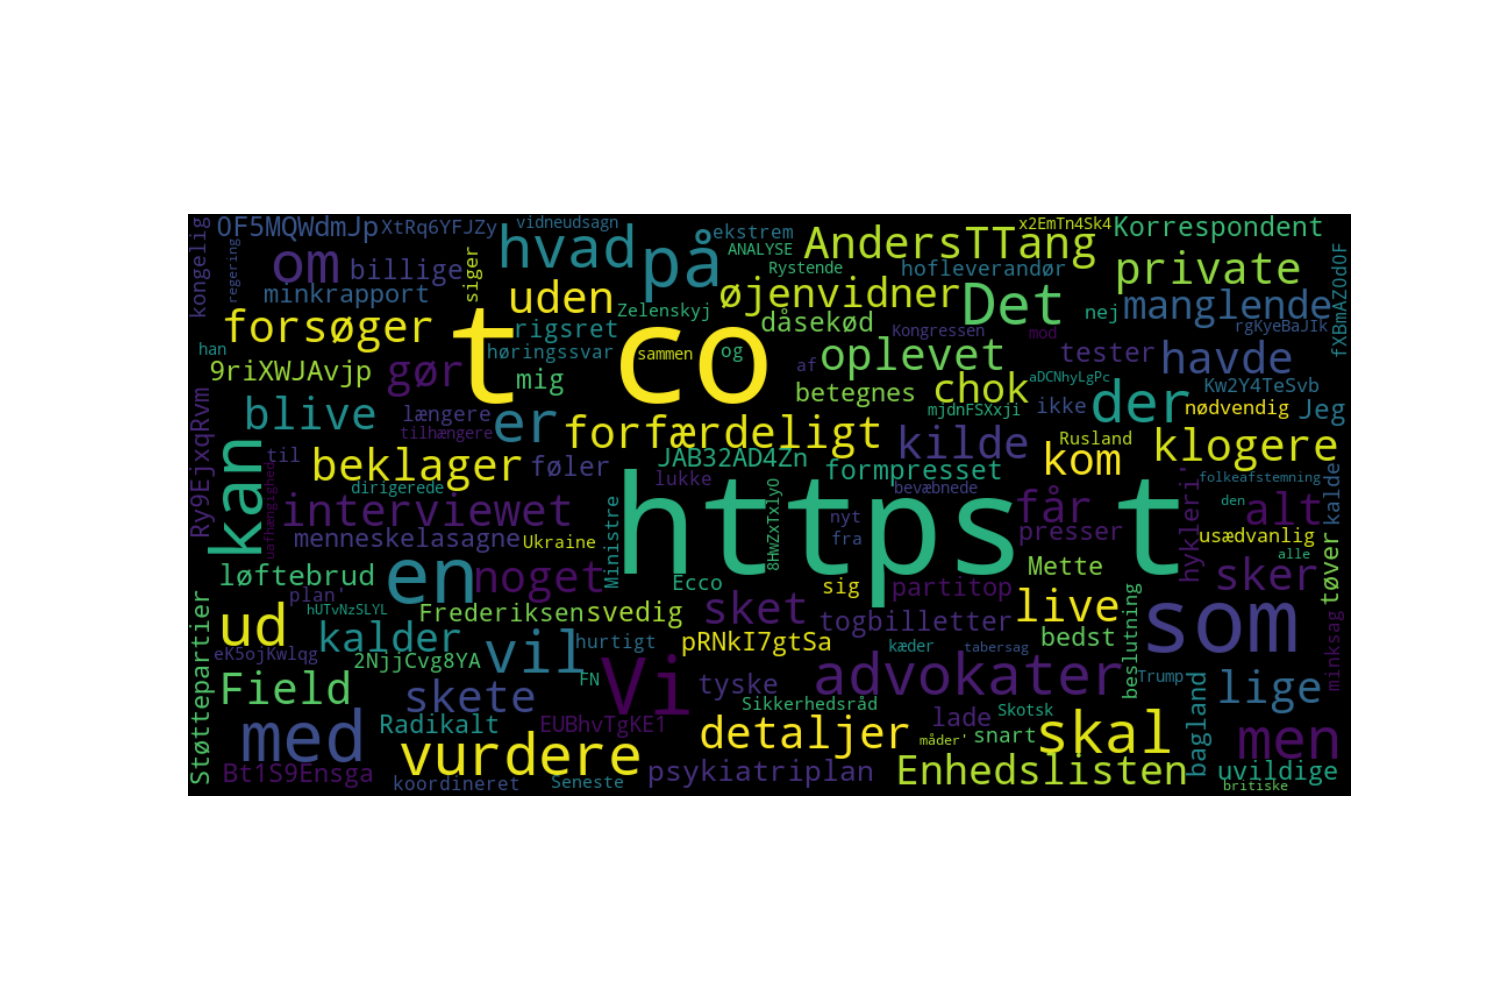 kongelig
0F5MQWdmJp
XtRq6YFJZy
vidneudsagn
hvad
på
ekstrem
ANALYSE
AndersTTang
x2EmTn4Sk4
Korrespondent
regering
om
billige
siger
Rystende
hofleverandør
private
fXBmAZ0d0F
minkrapport
uden
Zelenskyj
øjenvidner
Det
nej
manglende
forsøger
t co
rigsret
dåsekød
Kongressen
mod
rgKyeBaJIk
han
høringssvar
sammen
og
af
oplevet
tester
havde
9riXWJAvjp
gør
mig
betegnes
chok
aDCNhyLgPc
Kw2Y4TeSvb
blive
længere
tilhængere
er
forfærdeligt
mjdnFSXxji
ikke
der
nødvendig
Jeg
Ry9EjxqRvm
kan
uafhængighed
til
beklager
føler
JAB32AD4Zn
kilde
formpresset
kom
Rusland
klogere
dirigerede
lukke
bevæbnede
folkeafstemning
kalde
interviewet
Ministre
https t
8HwZxTxlyO
nyt
får
den
alt
menneskelasagne
Ukraine
fra
presser
hykleri'
usædvanlig
alle
tøver
løftebrud
plan'
en
noget
Ecco
sig
partitop
Mette
sker
Støttepartier
hUTvNzSLYL
Frederiksensvedig
sket
togbilletter
live
beslutning
som
minksag
ud
kalder
vil
hurtigt
pRNkI7gtSa
kæder
tabersag
bedst
eK5ojKwlqg
2NjjCvg8YA
FN
Vi
tyske
advokater
Trump
bagland
lige
Field
skete
Sikkerhedsråd
lade
Skotsk
med
Radikalt
EUBhvTgKE1
detaljer
måder'
snart
skal
men
Bt1S9Ensga
vurdere
koordineret
Seneste
psykiatriplan
Enhedslisten
uvildige
britiske